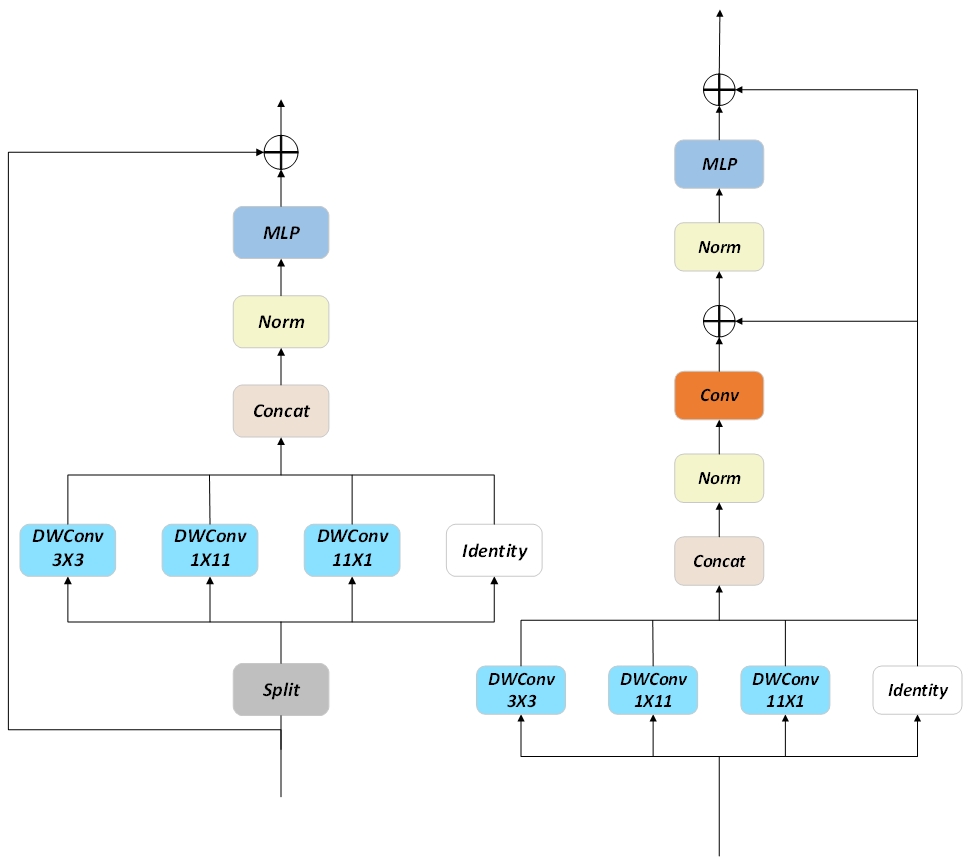 MLP
Norm
Concat
DWConv
3X3
DWConv
1X11
DWConv
11X1
Identity
Split
MLP
Norm
Conv
Norm
Concat
DWConv
3X3
DWConv
1X11
DWConv
11X1
Identity